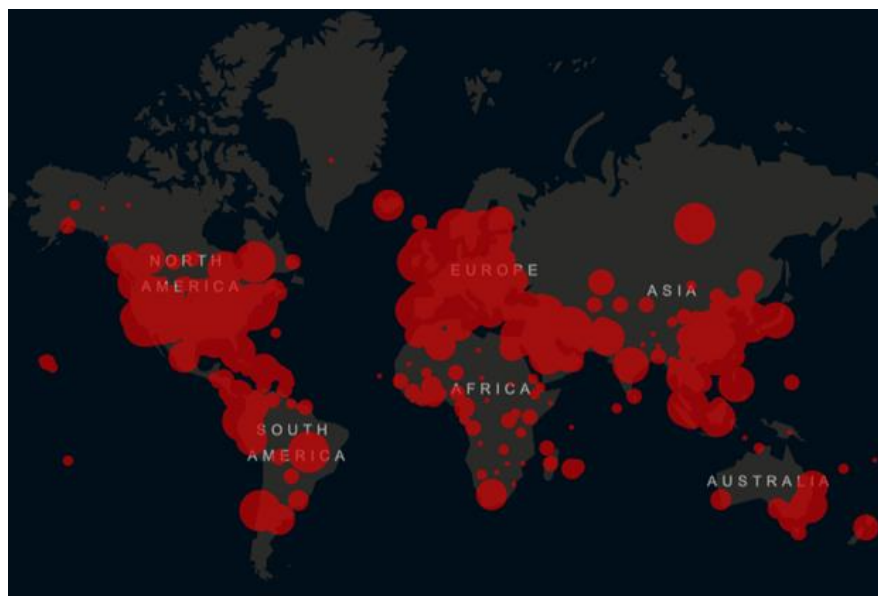 NORTH
AMERICA
EUROPE
ASIA
AFRICA
SOUTH
AMERICA
AUSTRALIA